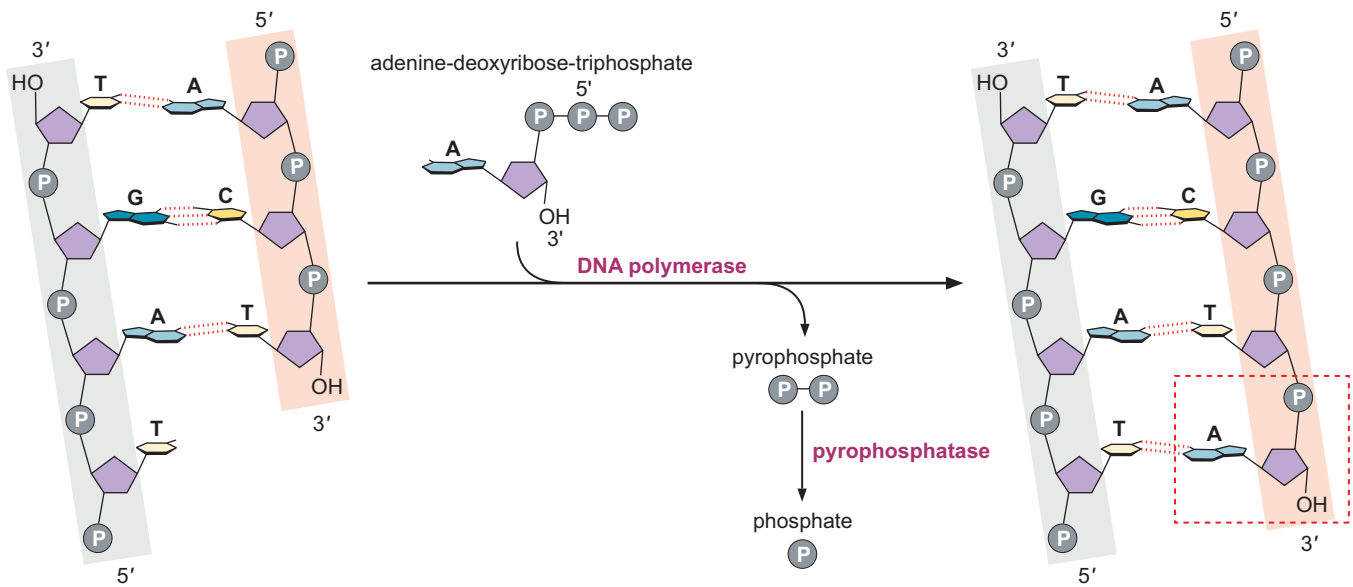 3′
5′
HO
P
T
A
P
P
G
C
P
P
A
T
OH
P
3′
T
P
5′
adenine-deoxyribose-triphosphate
5'
P P P
A
OH
3'
DNA polymerase
pyrophosphate
P P
pyrophosphatase
phosphate
P
3′
5′
HO
P
T
A
P
P
G
C
P
P
A
T
P
P
T
A
OH
P
3′
5′